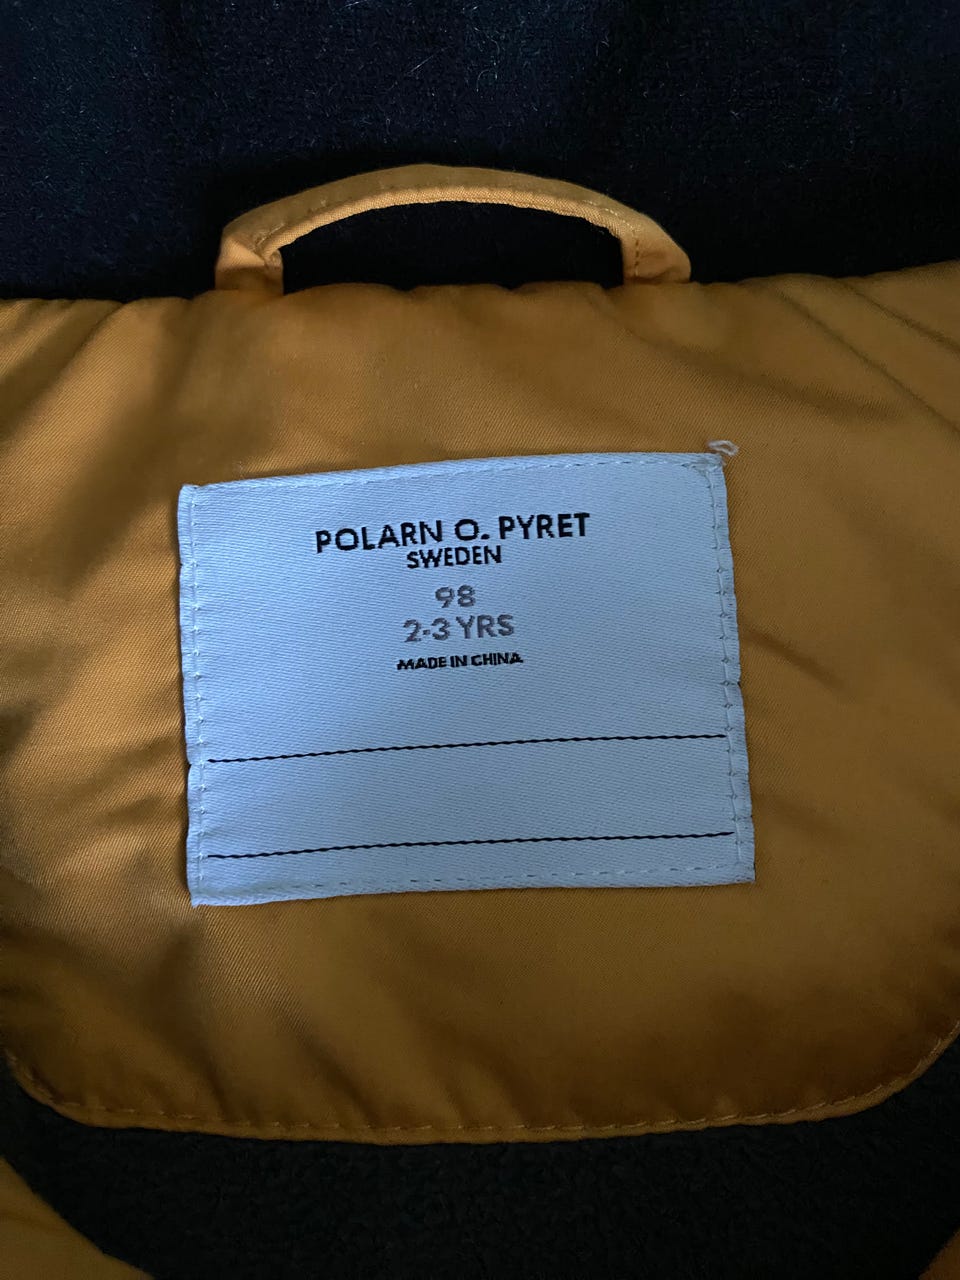 POLARN O. PYRET
SWEDEN
98
2-3 YRS
MADE IN CHINA